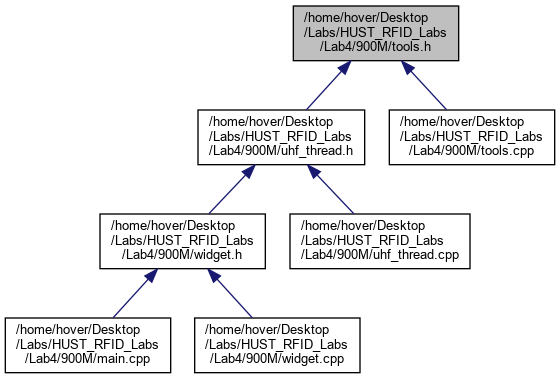 /home/hover/Desktop
/Labs/HUST_RFID_Labs
/Lab4/900M/tools.h
/home/hover/Desktop
/Labs/HUST_RFID_Labs
/Lab4/900M/uhf_thread.h
/home/hover/Desktop
/Labs/HUST_RFID_Labs
/Lab4/900M/tools.cpp
/home/hover/Desktop
/Labs/HUST_RFID_Labs
/Lab4/900M/widget.h
/home/hover/Desktop
/Labs/HUST_RFID_Labs
/Lab4/900M/uhf_thread.cpp
/home/hover/Desktop
/Labs/HUST_RFID_Labs
/Lab4/900M/main.cpp
/home/hover/Desktop
/Labs/HUST_RFID_Labs
/Lab4/900M/widget.cpp